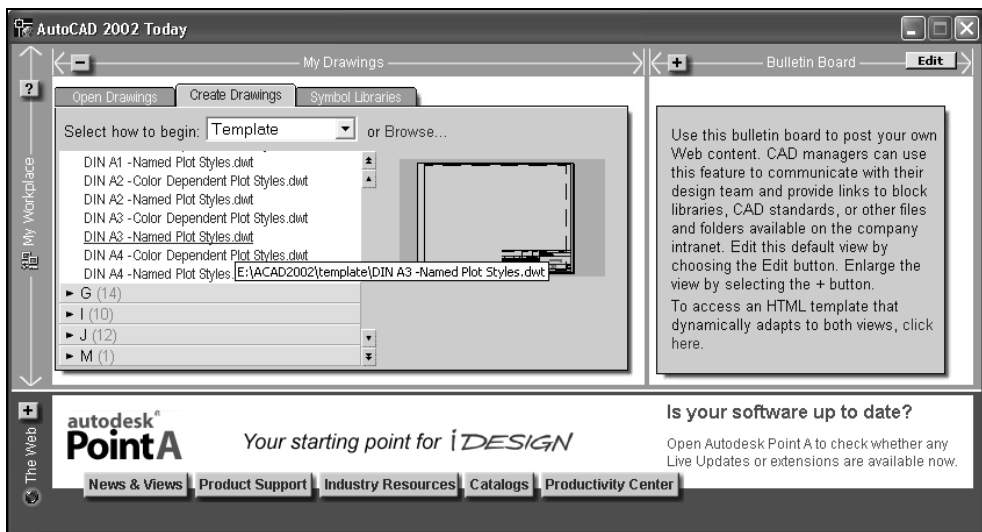 AutoCAD 2002 Today
My Workplace
My Drawings
Open Drawings
Create Drawings
Symbol Libraries
Select how to begin: Template or Browse...
DIN A1 -Named Plot Styles.dwt
DIN A2 -Color Dependent Plot Styles.dwt
DIN A2 -Named Plot Styles.dwt
DIN A3 -Color Dependent Plot Styles.dwt
DIN A3 -Named Plot Styles.dwt
DIN A4 -Color Dependent Plot Styles.dwt
DIN A4 -Named Plot Styles.
E:\ACAD2002\template\DIN A3 -Named Plot Styles.dwt
G (14)
I (10)
J (12)
M (1)
Bulletin Board
Edit
Use this bulletin board to post your own
Web content. CAD managers can use
this feature to communicate with their
design team and provide links to block
libraries, CAD standards, or other files
and folders available on the company
intranet. Edit this default view by
choosing the Edit button. Enlarge the
view by selecting the + button.
To access an HTML template that
dynamically adapts to both views, click
here.
The Web
autodesk®
Point A
Your starting point for iDESIGN
Is your software up to date?
Open Autodesk Point A to check whether any
Live Updates or extensions are available now.
News & Views
Product Support
Industry Resources
Catalogs
Productivity Center